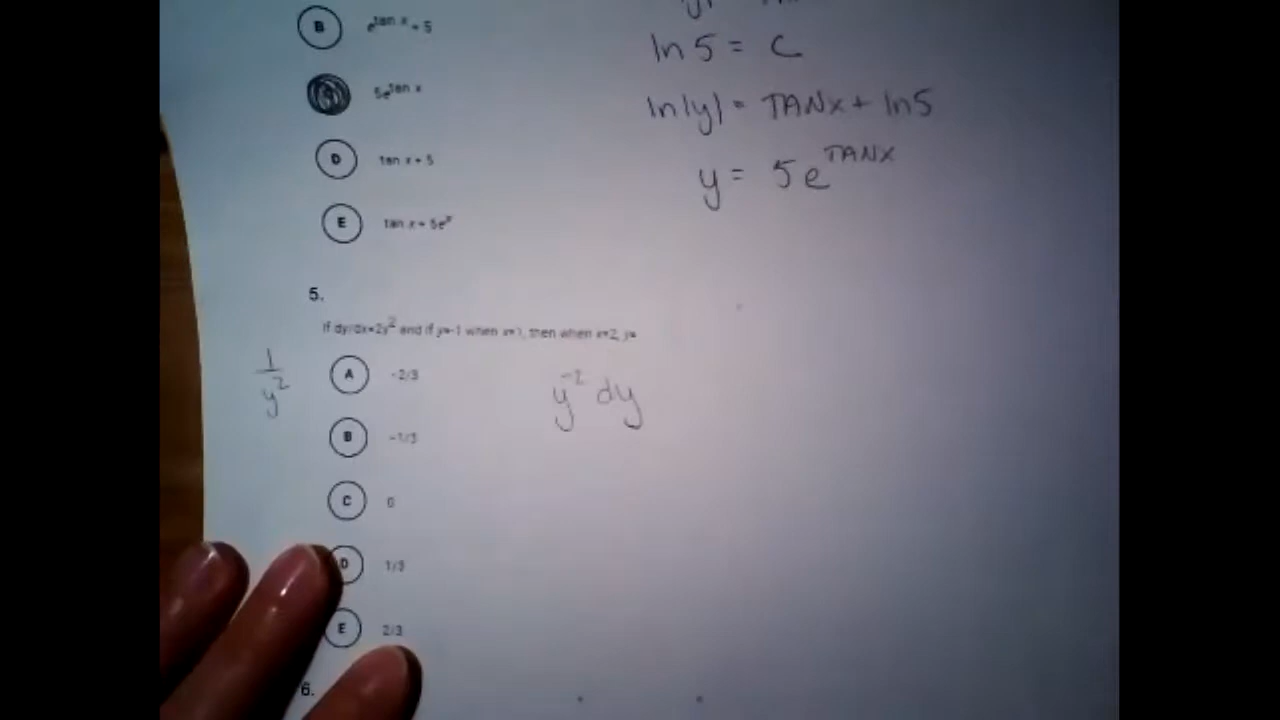 B e^tan x + 5
ln 5 = C
5e^tan x
ln|y| = TANx + ln5
D tan x + 5
y = 5e^TANX
E tan x + 5e^x
5.
If dy/dx=2y^2 and if y=-1 when x=1, then when x=2, y=
1/y^2
A -2/3
y^-2 dy
B -1/3
C 0
D 1/3
E 2/3
6.